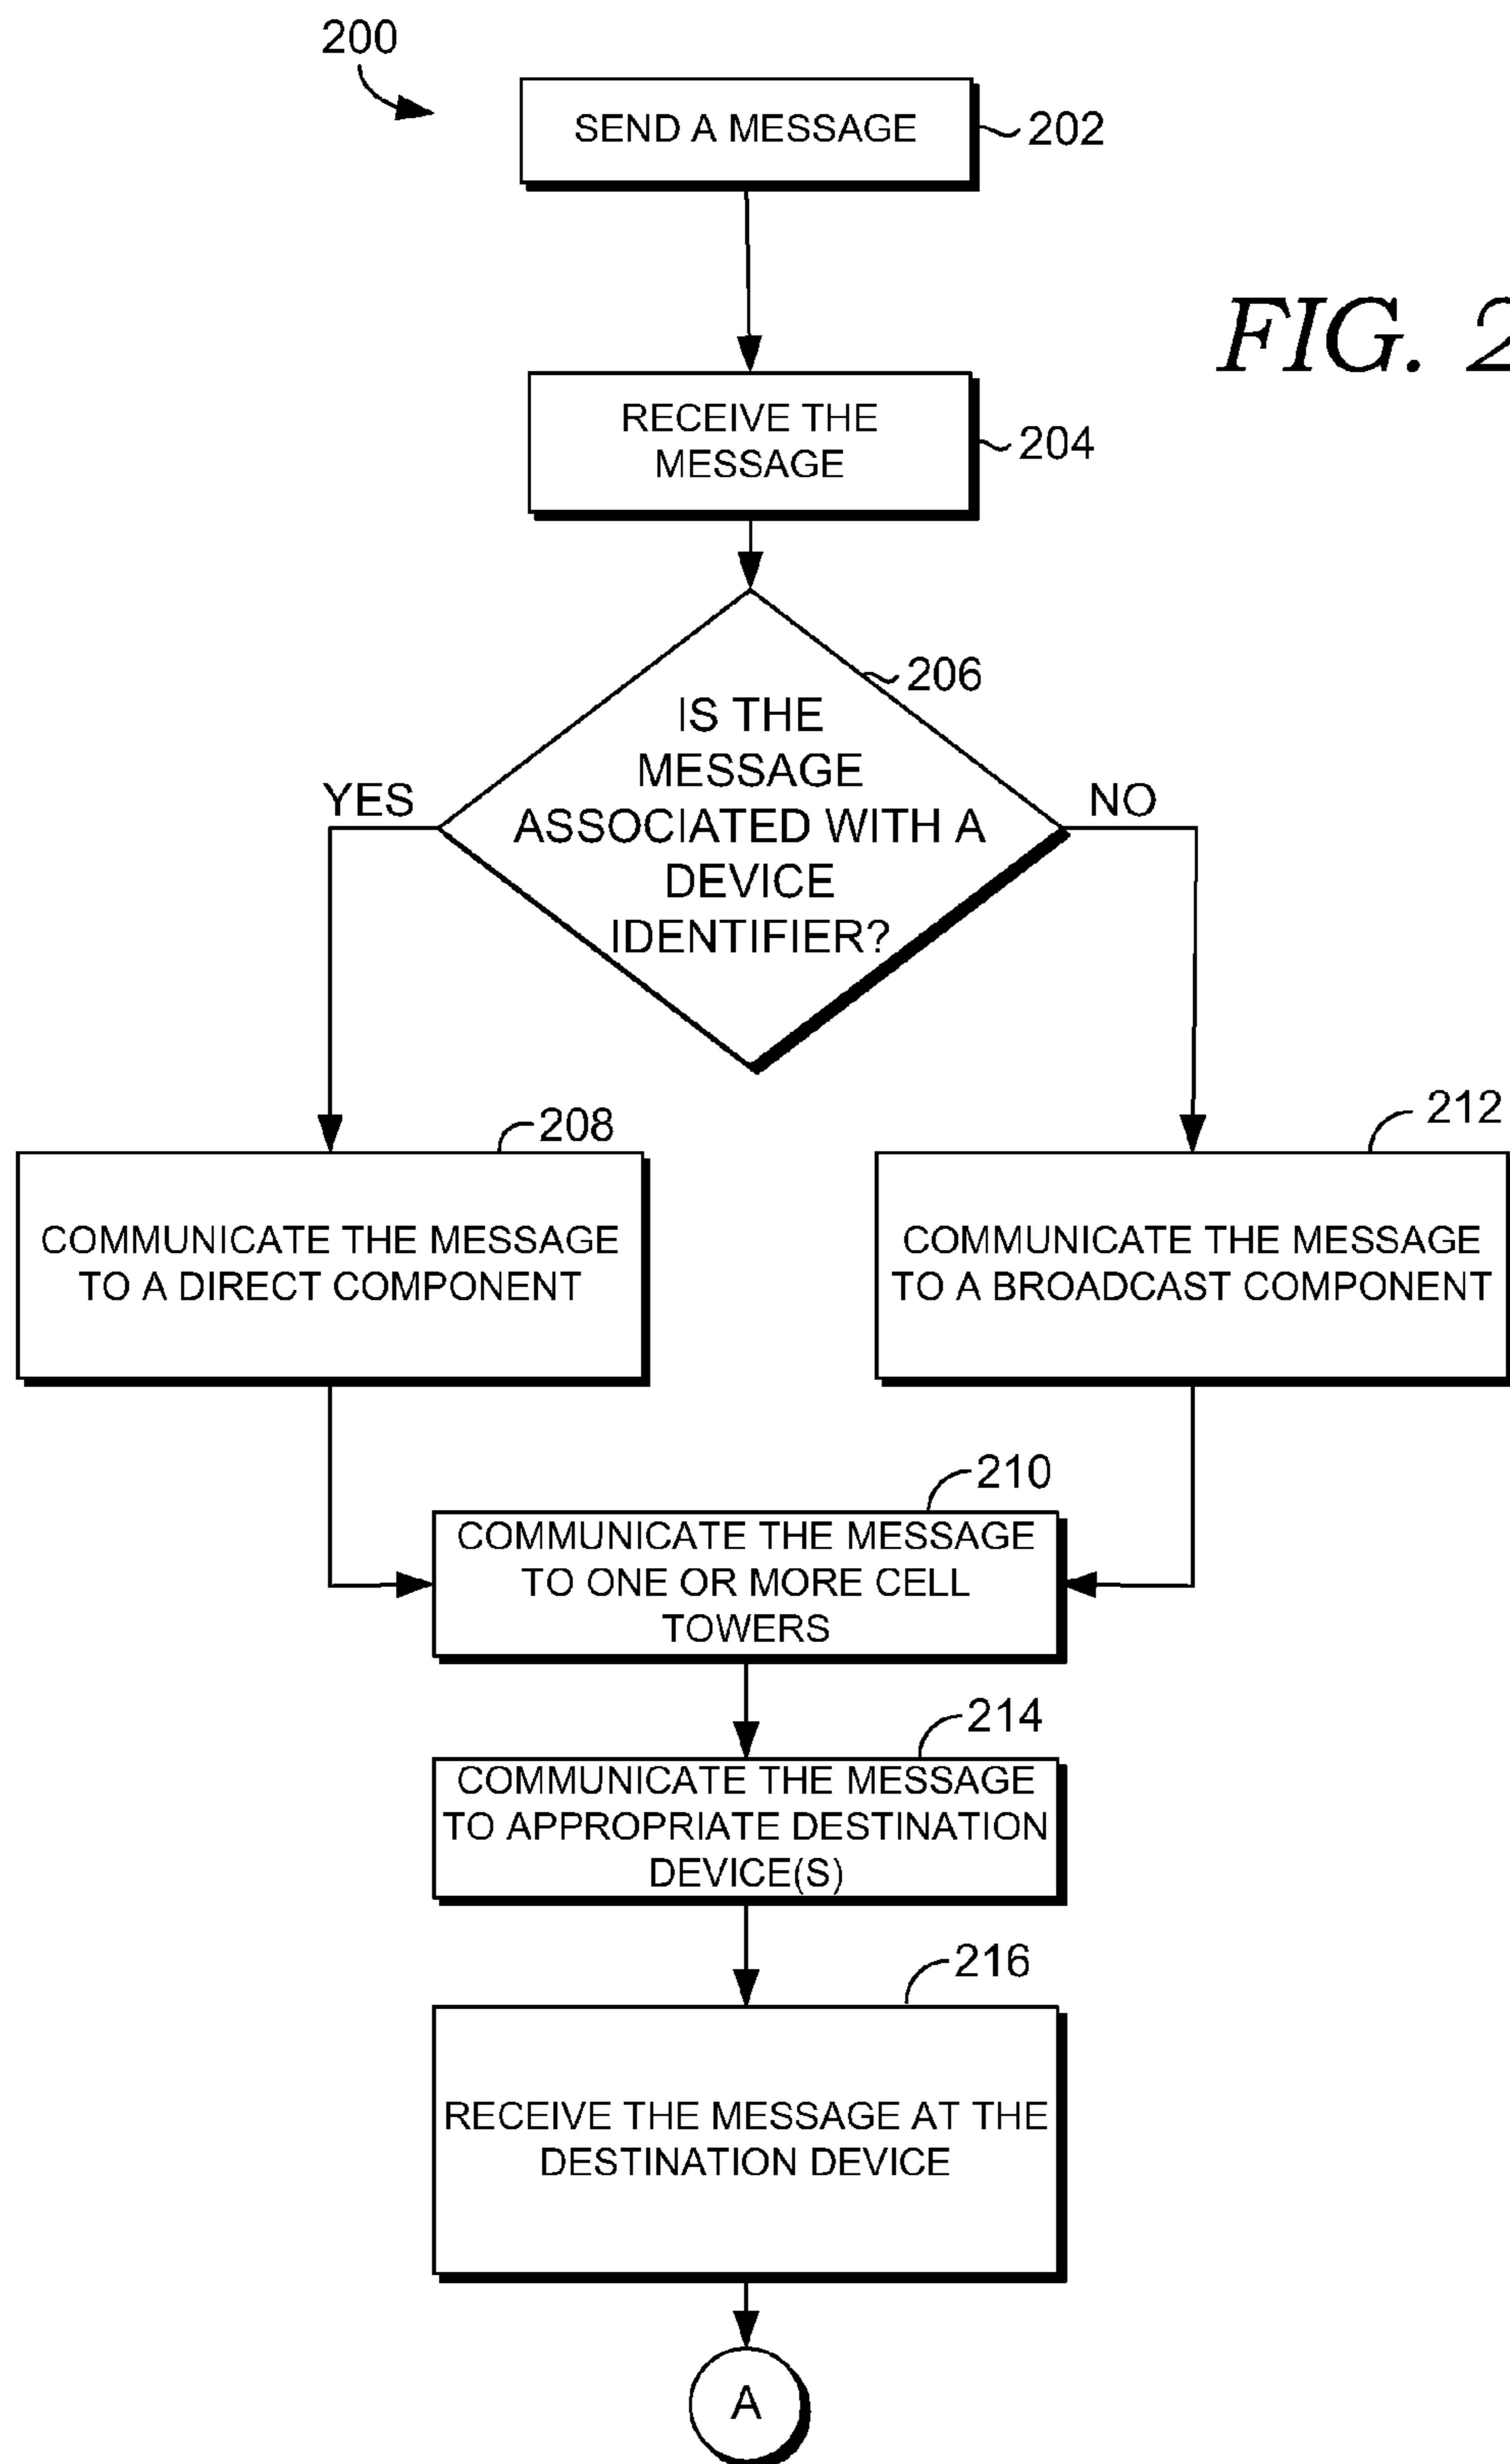 200
SEND A MESSAGE
202
FIG. 2
RECEIVE THE
MESSAGE
204
206
IS THE
MESSAGE
ASSOCIATED WITH A
DEVICE
IDENTIFIER?
YES
NO
208
COMMUNICATE THE MESSAGE
TO A DIRECT COMPONENT
212
COMMUNICATE THE MESSAGE
TO A BROADCAST COMPONENT
210
COMMUNICATE THE MESSAGE
TO ONE OR MORE CELL
TOWERS
214
COMMUNICATE THE MESSAGE
TO APPROPRIATE DESTINATION
DEVICE(S)
216
RECEIVE THE MESSAGE AT THE
DESTINATION DEVICE
A